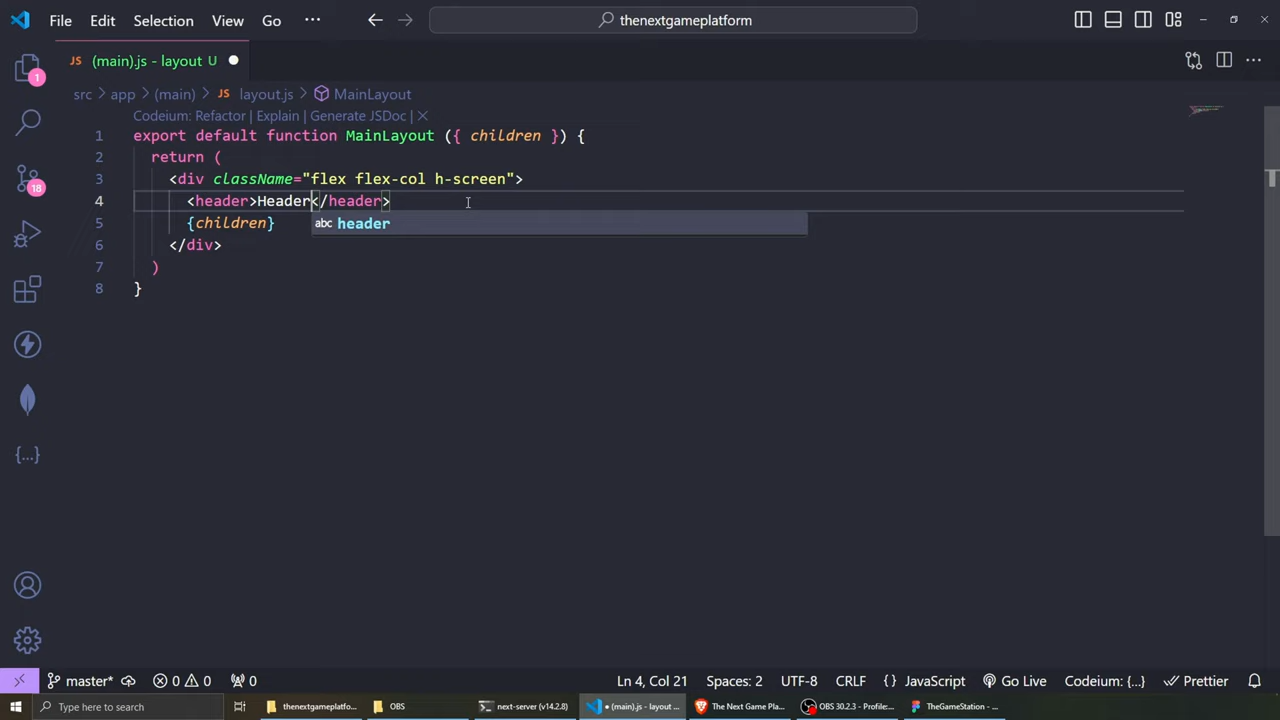 File Edit Selection View Go ··· thenextgameplatform
JS (main).js - layout U
1
src > app > (main) > JS layout.js > MainLayout
Codeium: Refactor | Explain | Generate JSDoc | ×
1 export default function MainLayout ({ children }) {
2 return (
3 <div className="flex flex-col h-screen">
4 <header>Header</header>
5 {children}
abc header
6 </div>
7 )
8 }
18
{...}
master* 0 0 0 Ln 4, Col 21 Spaces: 2 UTF-8 CRLF { } JavaScript Go Live Codeium: {...} Prettier
Type here to search thenextgameplatfo... OBS next-server (v14.2.8) • (main).js - layout ... The Next Game Pla... OBS 30.2.3 - Profile:... TheGameStation - ...